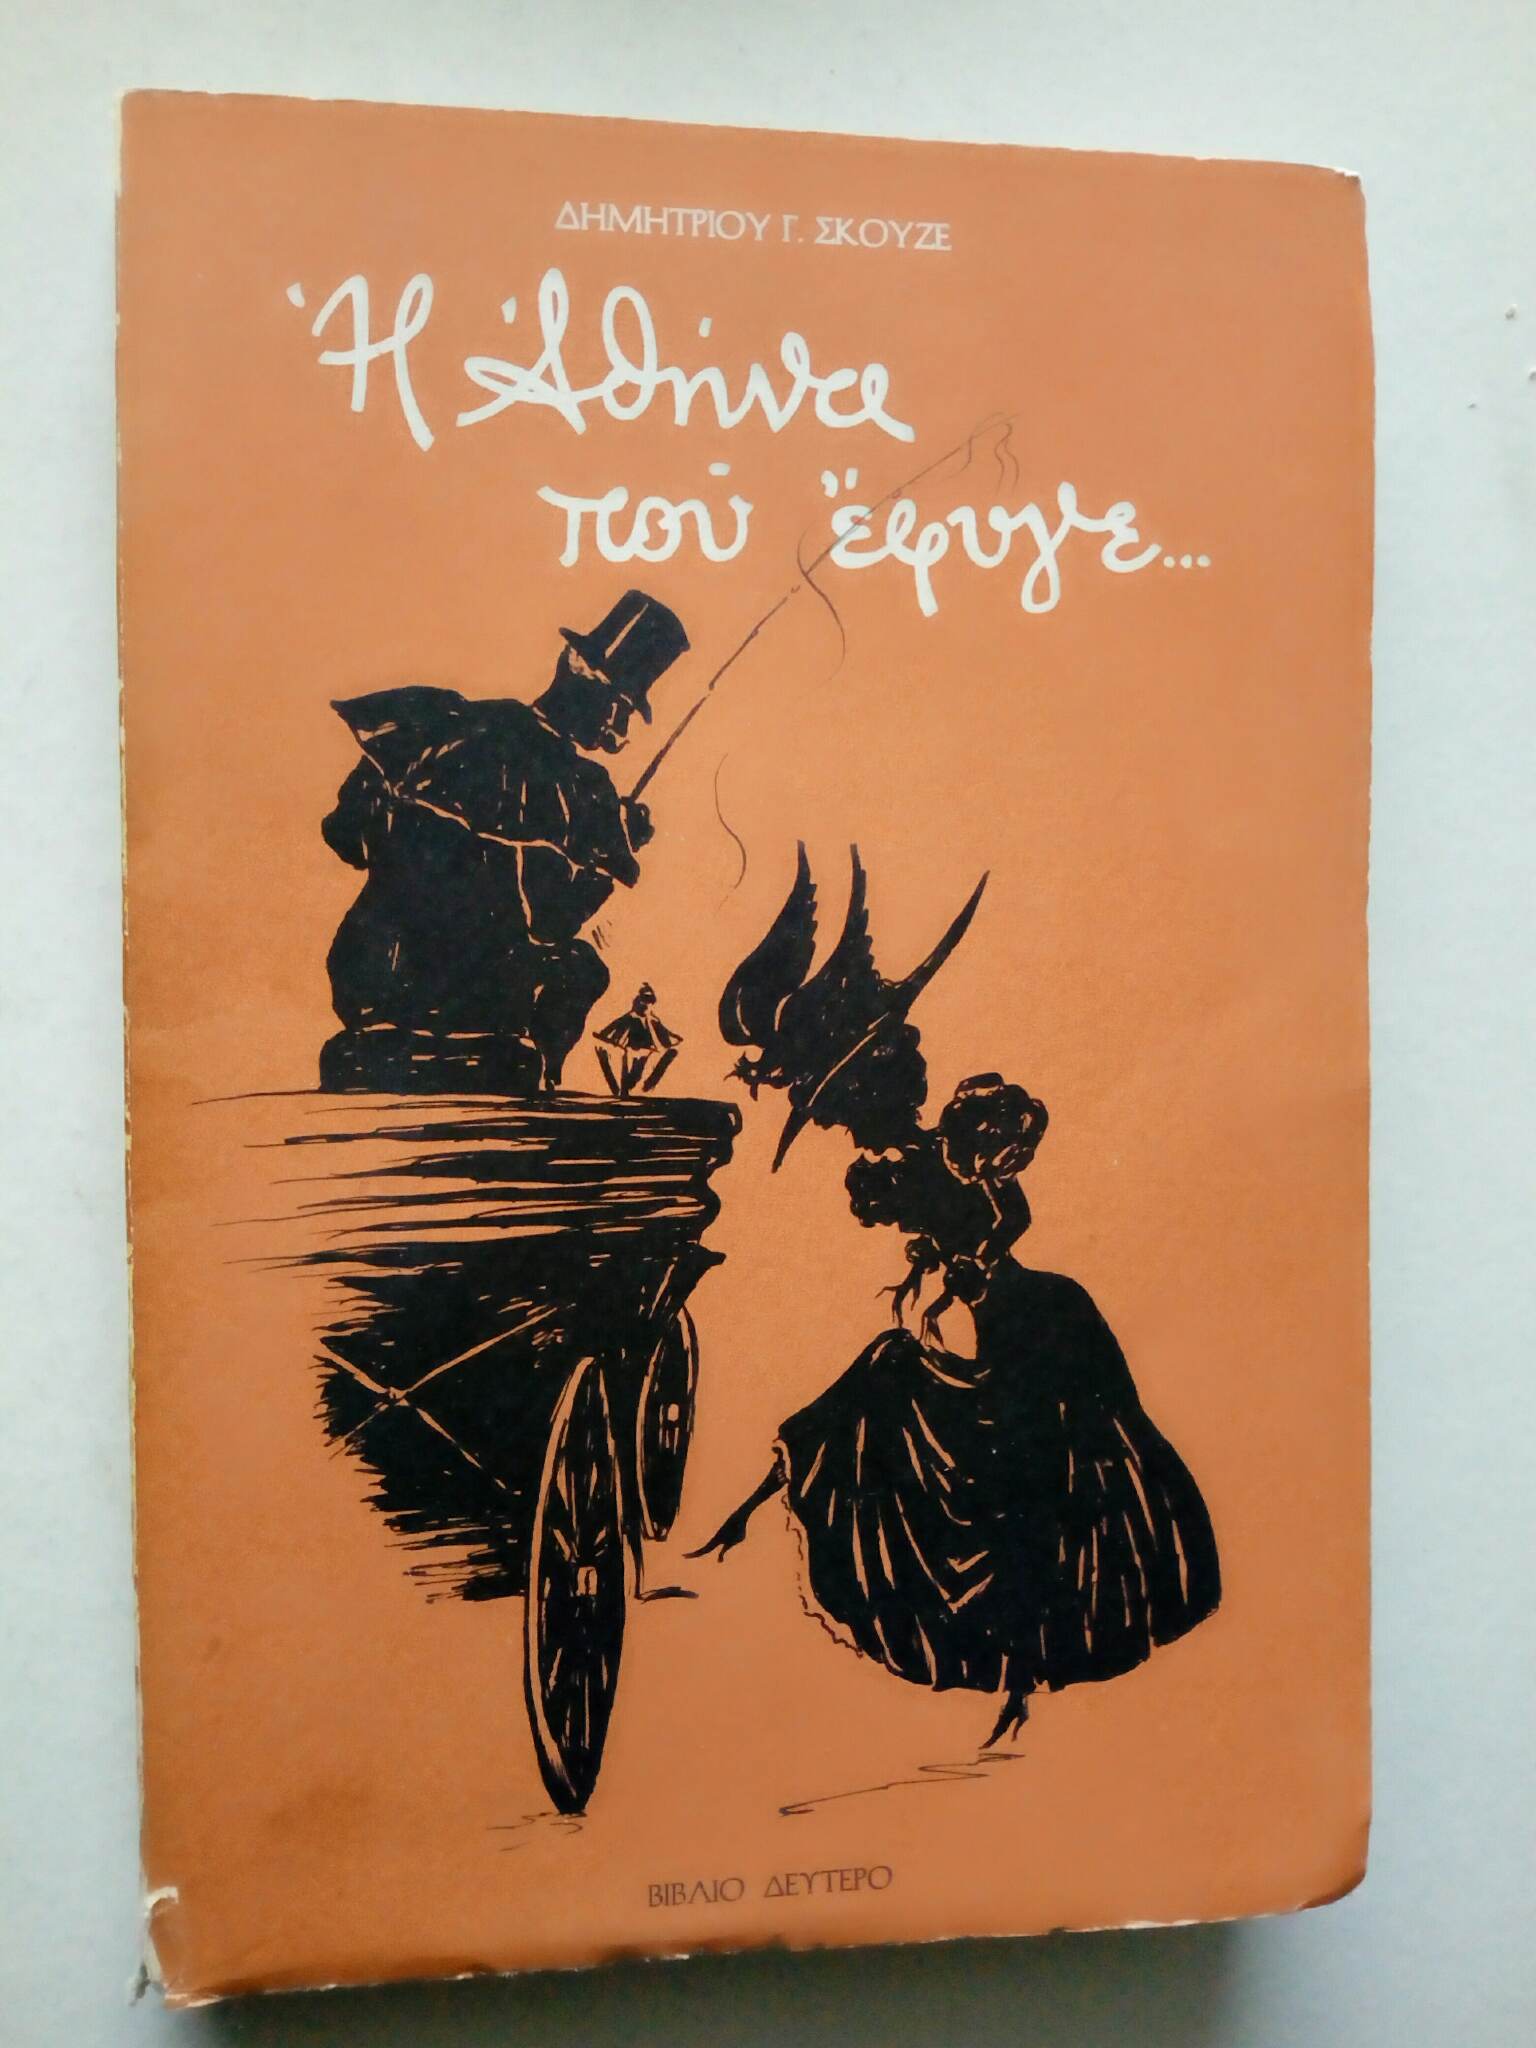 ΔΗΜΗΤΡΙΟΥ Γ. ΣΚΟΥΖΕ
Ἡ Ἀθήνα
πού ἔφυγε...
ΒΙΒΛΙΟ ΔΕΥΤΕΡΟ